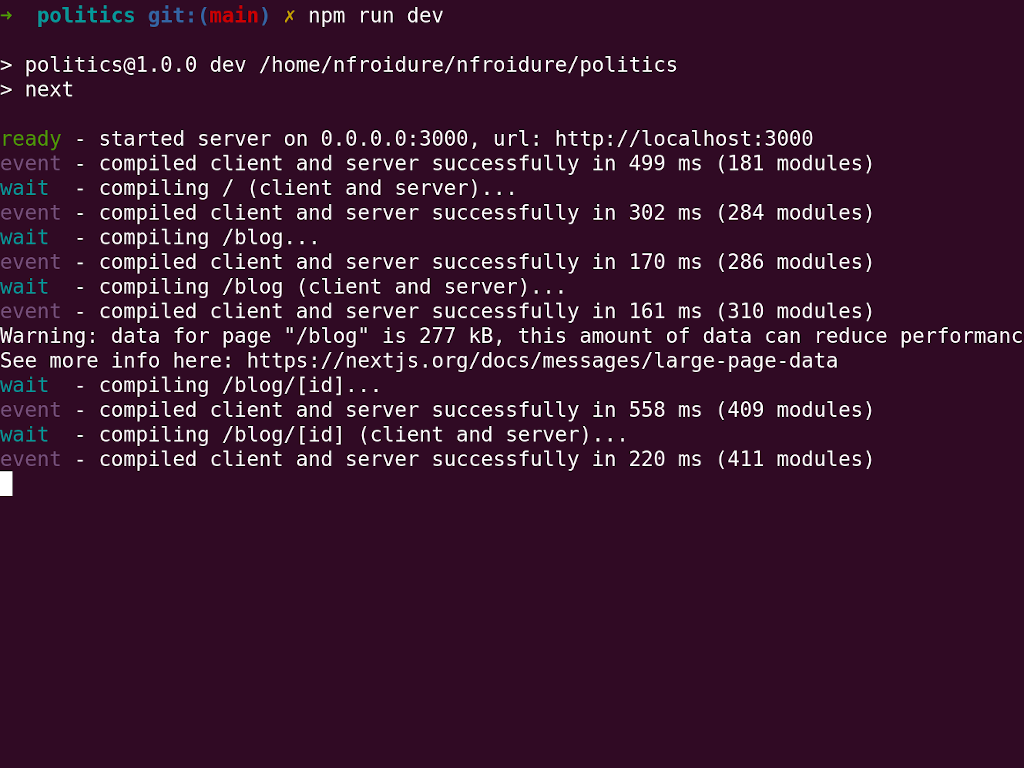 ➜  politics git:(main) ✗ npm run dev
> politics@1.0.0 dev /home/nfroidure/nfroidure/politics
> next
ready - started server on 0.0.0.0:3000, url: http://localhost:3000
event - compiled client and server successfully in 499 ms (181 modules)
wait  - compiling / (client and server)...
event - compiled client and server successfully in 302 ms (284 modules)
wait  - compiling /blog...
event - compiled client and server successfully in 170 ms (286 modules)
wait  - compiling /blog (client and server)...
event - compiled client and server successfully in 161 ms (310 modules)
Warning: data for page "/blog" is 277 kB, this amount of data can reduce performanc
See more info here: https://nextjs.org/docs/messages/large-page-data
wait  - compiling /blog/[id]...
event - compiled client and server successfully in 558 ms (409 modules)
wait  - compiling /blog/[id] (client and server)...
event - compiled client and server successfully in 220 ms (411 modules)